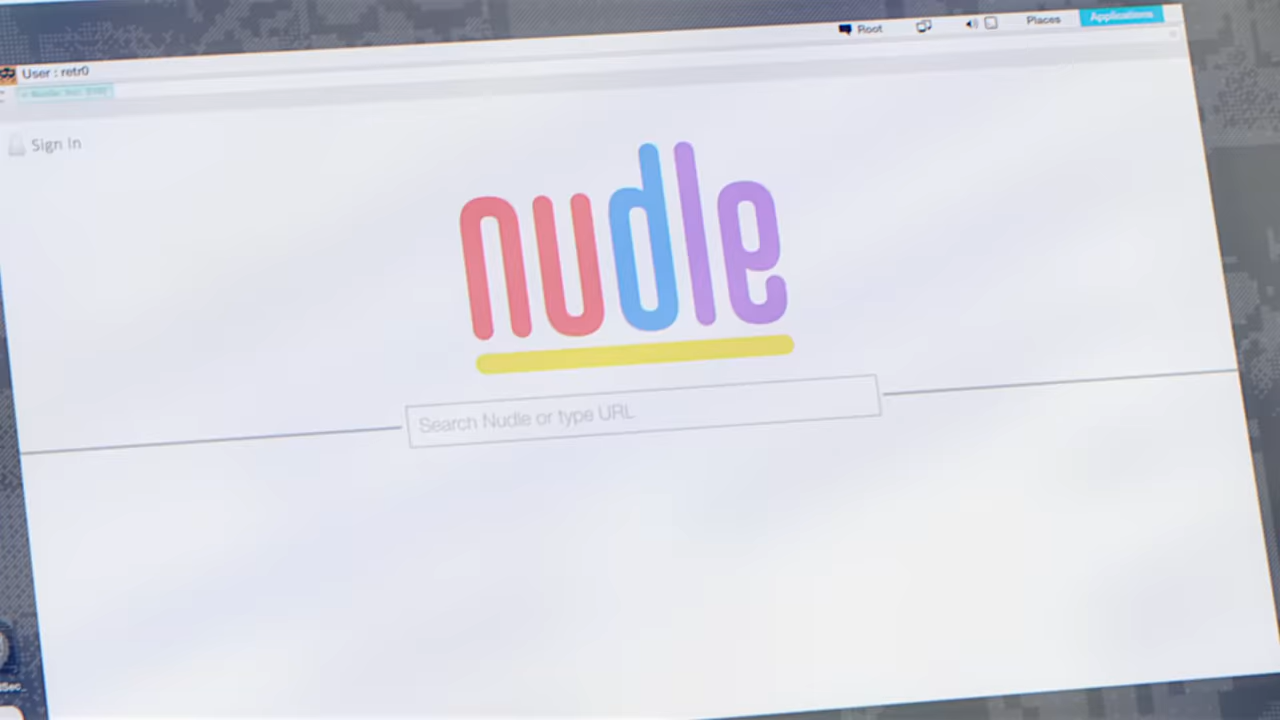 Root
Places
Applications
User : retr0
Sign In
nudle
Search Nudle or type URL